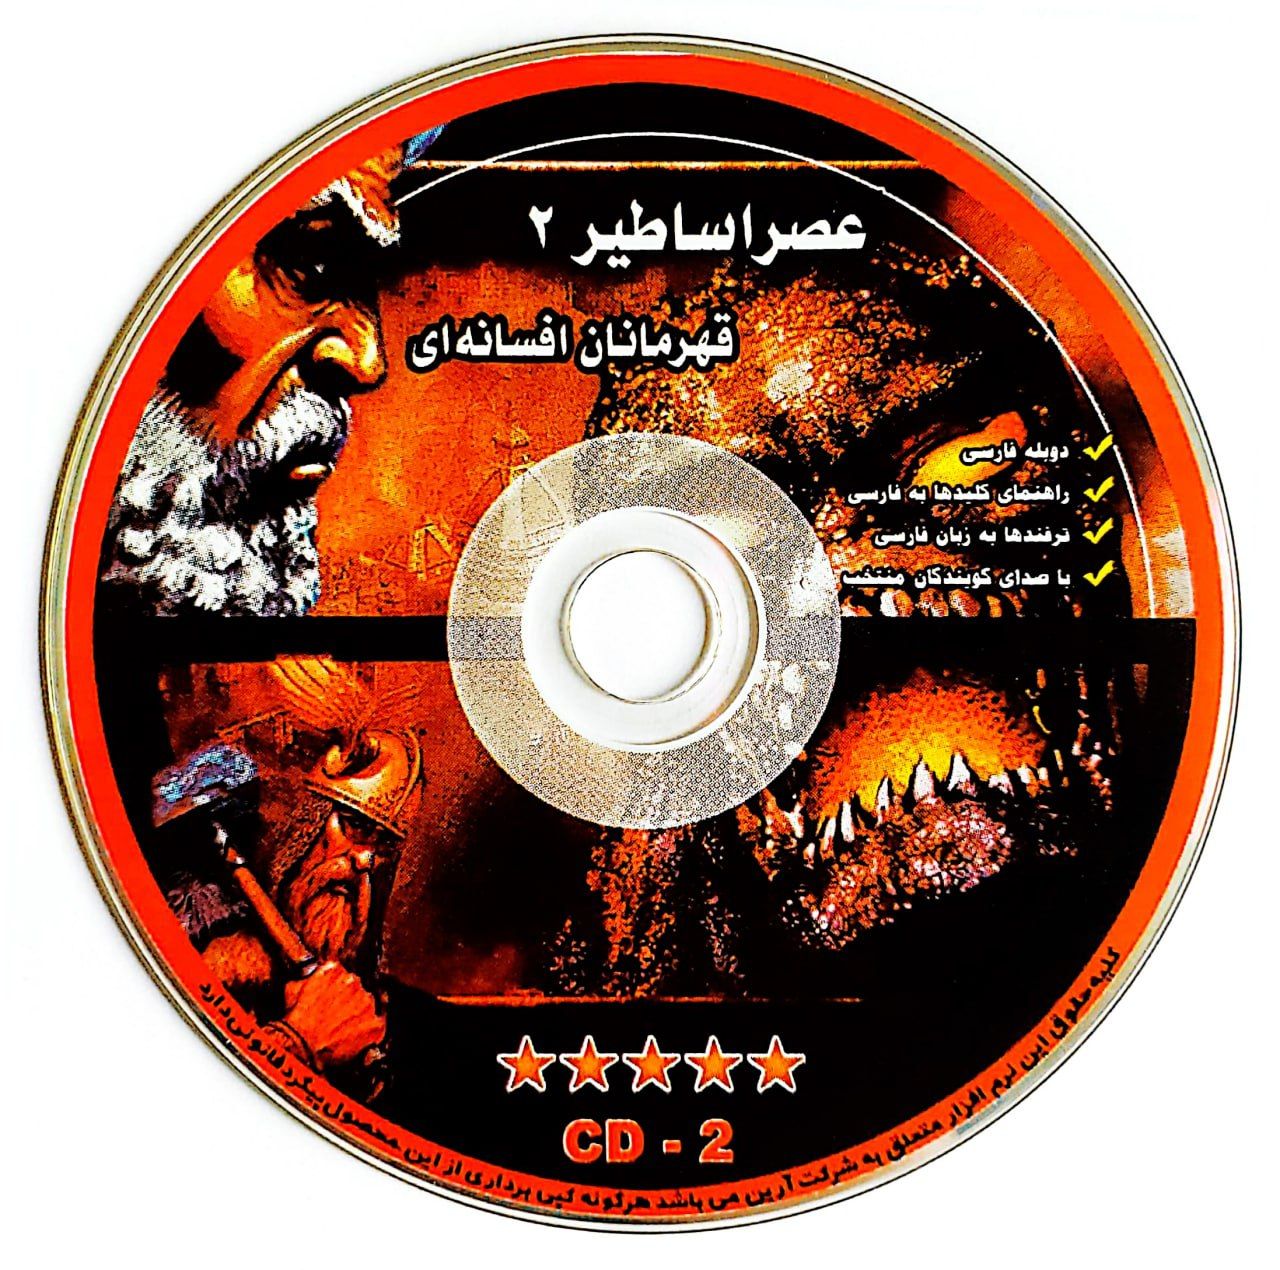 عصر اساطیر ۲
قهرمانان افسانه‌ای
دوبله فارسی
راهنمای کلیدها به فارسی
ترفندها به زبان فارسی
با صدای گویندگان منتخب
CD - 2
کلیه حقوق این نرم افزار متعلق به شرکت آرین می باشد هرگونه کپی برداری از این محصول پیگرد قانونی دارد